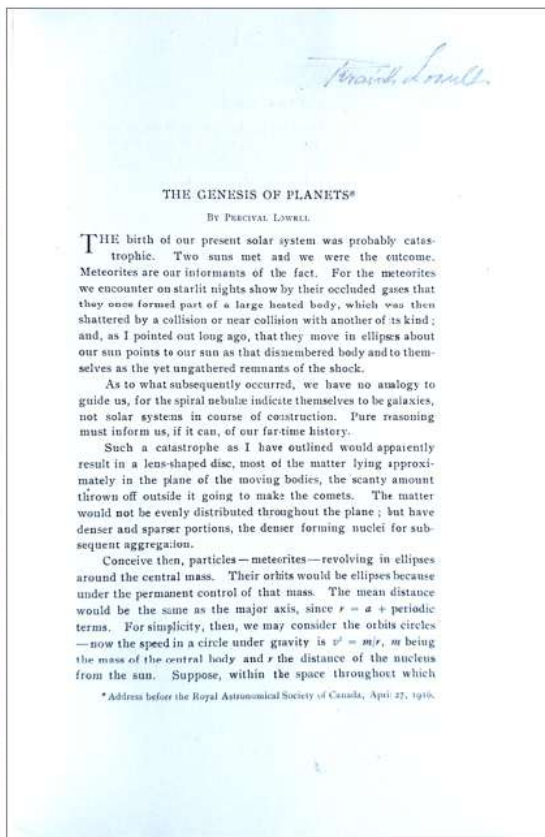 Percival Lowell.
THE GENESIS OF PLANETS*
By Percival Lowell
THE birth of our present solar system was probably catas-
trophic. Two suns met and we were the outcome.
Meteorites are our informants of the fact. For the meteorites
we encounter on starlit nights show by their occluded gases that
they once formed part of a large heated body, which was then
shattered by a collision or near collision with another of its kind ;
and, as I pointed out long ago, that they move in ellipses about
our sun points to our sun as that dismembered body and to them-
selves as the yet ungathered remnants of the shock.
As to what subsequently occurred, we have no analogy to
guide us, for the spiral nebulæ indicate themselves to be galaxies,
not solar systems in course of construction. Pure reasoning
must inform us, if it can, of our far-time history.
Such a catastrophe as I have outlined would apparently
result in a lens-shaped disc, most of the matter lying approxi-
mately in the plane of the moving bodies, the scanty amount
thrown off outside it going to make the comets. The matter
would not be evenly distributed throughout the plane ; but have
denser and sparser portions, the denser forming nuclei for sub-
sequent aggregation.
Conceive then, particles — meteorites — revolving in ellipses
around the central mass. Their orbits would be ellipses because
under the permanent control of that mass. The mean distance
would be the same as the major axis, since r = a + periodic
terms. For simplicity, then, we may consider the orbits circles
—now the speed in a circle under gravity is v² = m/r, m being
the mass of the central body and r the distance of the nucleus
from the sun. Suppose, within the space throughout which
*Address before the Royal Astronomical Society of Canada, April 27, 1916.